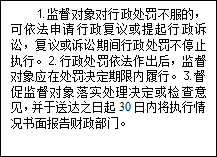 1.监督对象对行政处罚不服的，
可依法申请行政复议或提起行政诉
讼，复议或诉讼期间行政处罚不停止
执行。2.行政处罚依法作出后，监督
对象应在处罚决定期限内履行。3.督
促监督对象落实处理决定或检查意
见，并于送达之日起 30 日内将执行情
况书面报告财政部门。